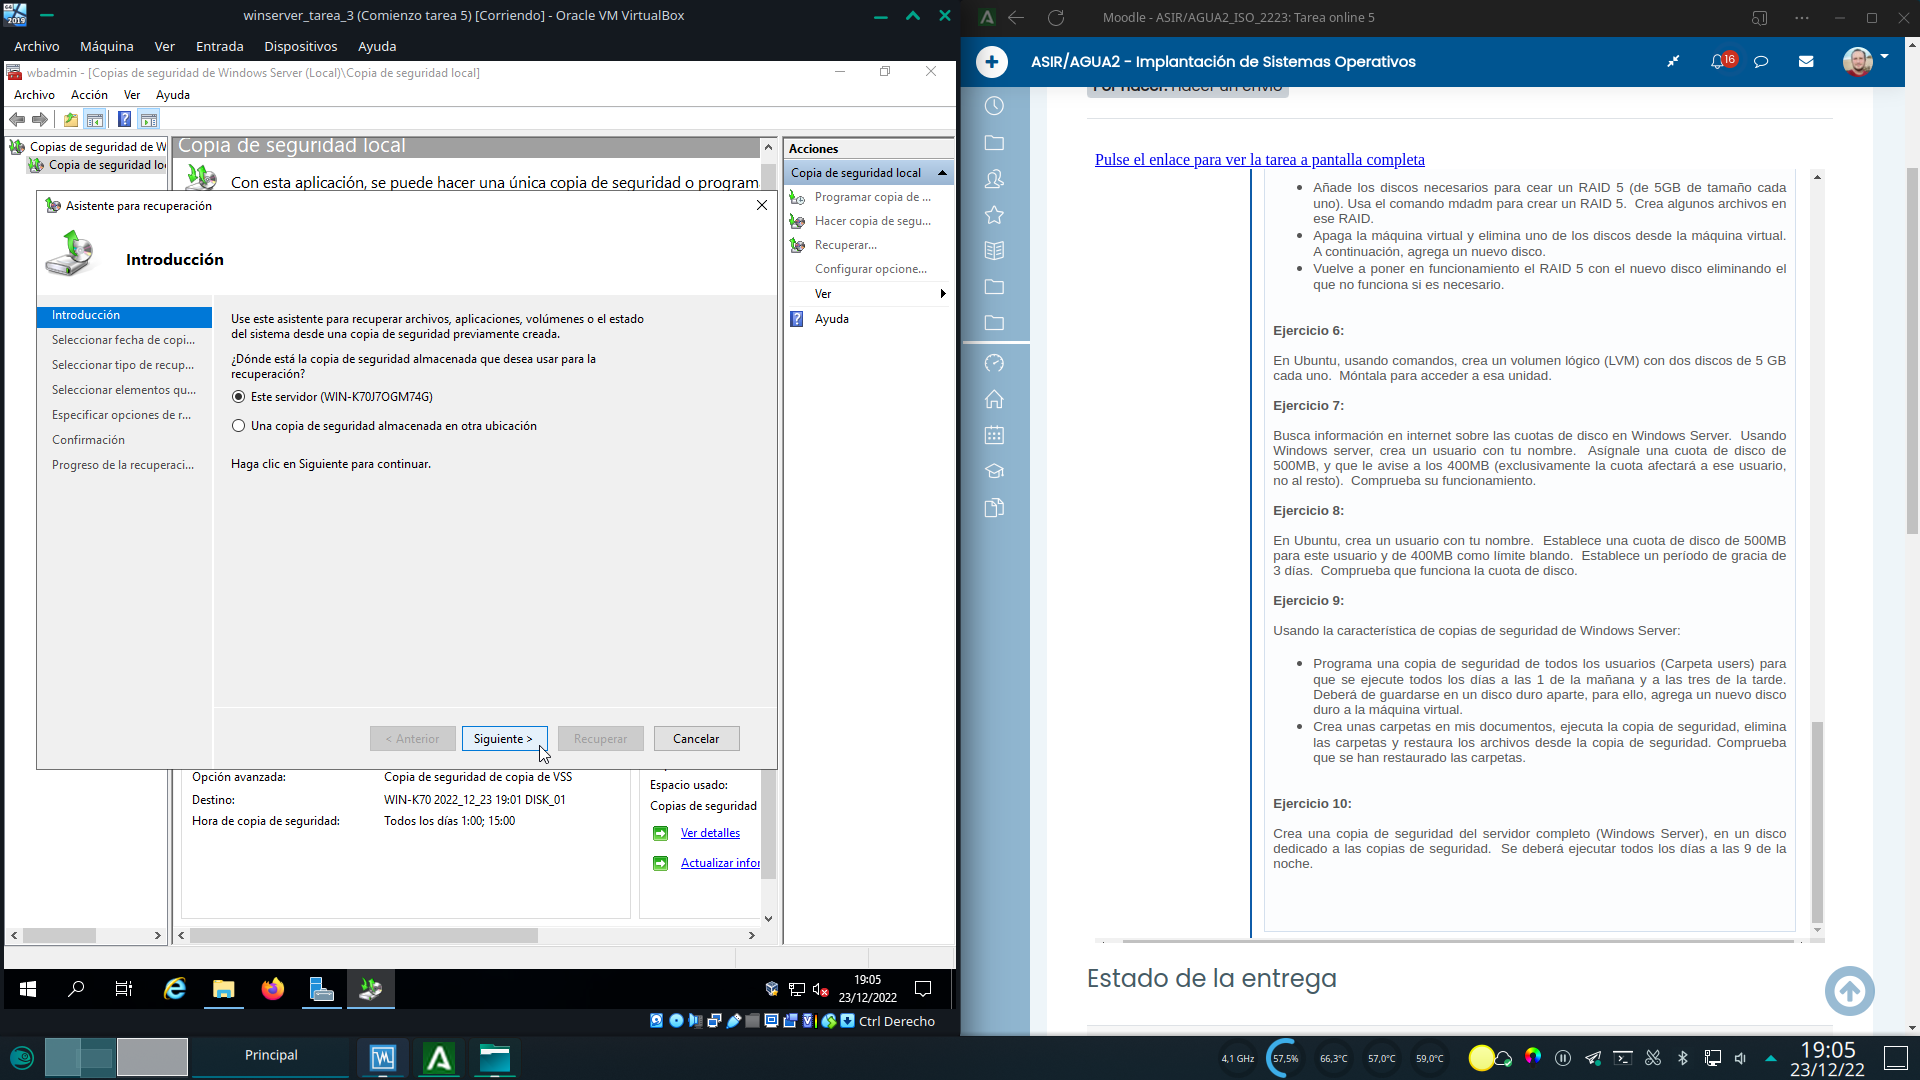 winserver_tarea_3 (Comienzo tarea 5) [Corriendo] - Oracle VM VirtualBox
Archivo Máquina Ver Entrada Dispositivos Ayuda
wbadmin - [Copias de seguridad de Windows Server (Local)\Copia de seguridad local]
Archivo Acción Ver Ayuda
Copias de seguridad de W
Copia de seguridad lo
Copia de seguridad local
Con esta aplicación, se puede hacer una única copia de seguridad o program
Asistente para recuperación
Introducción
Introducción
Seleccionar fecha de copi...
Seleccionar tipo de recup...
Seleccionar elementos qu...
Especificar opciones de r...
Confirmación
Progreso de la recuperaci...
Use este asistente para recuperar archivos, aplicaciones, volúmenes o el estado
del sistema desde una copia de seguridad previamente creada.
¿Dónde está la copia de seguridad almacenada que desea usar para la
recuperación?
Este servidor (WIN-K70J7OGM74G)
Una copia de seguridad almacenada en otra ubicación
Haga clic en Siguiente para continuar.
< Anterior Siguiente > Recuperar Cancelar
Opción avanzada: Copia de seguridad de copia de VSS
Destino: WIN-K70 2022_12_23 19:01 DISK_01
Hora de copia de seguridad: Todos los días 1:00; 15:00
Espacio usado:
Copias de seguridad
Ver detalles
Actualizar infor
Acciones
Copia de seguridad local
Programar copia de ...
Hacer copia de segu...
Recuperar...
Configurar opcione...
Ver
Ayuda
19:05
23/12/2022
Ctrl Derecho
Moodle - ASIR/AGUA2_ISO_2223: Tarea online 5
ASIR/AGUA2 - Implantación de Sistemas Operativos
16
Por hacer: Hacer un envío
Pulse el enlace para ver la tarea a pantalla completa
Añade los discos necesarios para cear un RAID 5 (de 5GB de tamaño cada
uno). Usa el comando mdadm para crear un RAID 5. Crea algunos archivos en
ese RAID.
Apaga la máquina virtual y elimina uno de los discos desde la máquina virtual.
A continuación, agrega un nuevo disco.
Vuelve a poner en funcionamiento el RAID 5 con el nuevo disco eliminando el
que no funciona si es necesario.
Ejercicio 6:
En Ubuntu, usando comandos, crea un volumen lógico (LVM) con dos discos de 5 GB
cada uno. Móntala para acceder a esa unidad.
Ejercicio 7:
Busca información en internet sobre las cuotas de disco en Windows Server. Usando
Windows server, crea un usuario con tu nombre. Asígnale una cuota de disco de
500MB, y que le avise a los 400MB (exclusivamente la cuota afectará a ese usuario,
no al resto). Comprueba su funcionamiento.
Ejercicio 8:
En Ubuntu, crea un usuario con tu nombre. Establece una cuota de disco de 500MB
para este usuario y de 400MB como límite blando. Establece un período de gracia de
3 días. Comprueba que funciona la cuota de disco.
Ejercicio 9:
Usando la característica de copias de seguridad de Windows Server:
Programa una copia de seguridad de todos los usuarios (Carpeta users) para
que se ejecute todos los días a las 1 de la mañana y a las tres de la tarde.
Deberá de guardarse en un disco duro aparte, para ello, agrega un nuevo disco
duro a la máquina virtual.
Crea unas carpetas en mis documentos, ejecuta la copia de seguridad, elimina
las carpetas y restaura los archivos desde la copia de seguridad. Comprueba
que se han restaurado las carpetas.
Ejercicio 10:
Crea una copia de seguridad del servidor completo (Windows Server), en un disco
dedicado a las copias de seguridad. Se deberá ejecutar todos los días a las 9 de la
noche.
Estado de la entrega
Principal
4,1 GHz 57,5% 66,3°C 57,0°C 59,0°C
19:05
23/12/22